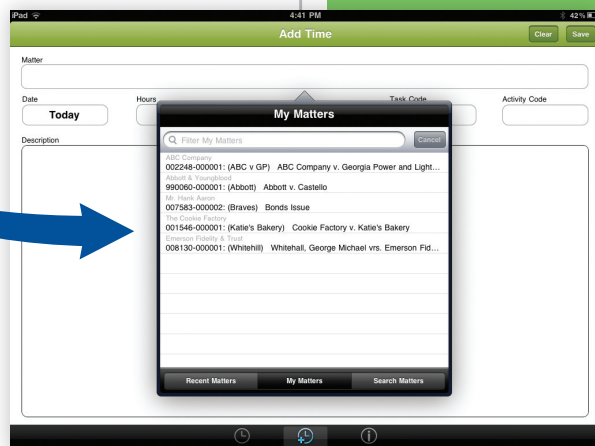 iPad 4:41 PM 42%
Add Time
Clear Save
Matter
Date Hours Task Code Activity Code
Today
Description
My Matters
Filter My Matters Cancel
ABC Company
002248-000001: (ABC v GP) ABC Company v. Georgia Power and Light...
Abbott & Youngblood
990060-000001: (Abbott) Abbott v. Castello
Mr. Hank Aaron
007583-000002: (Braves) Bonds Issue
The Cookie Factory
001546-000001: (Katie's Bakery) Cookie Factory v. Katie's Bakery
Emerson Fidelity & Trust
008130-000001: (Whitehill) Whitehall, George Michael vrs. Emerson Fid...
Recent Matters My Matters Search Matters